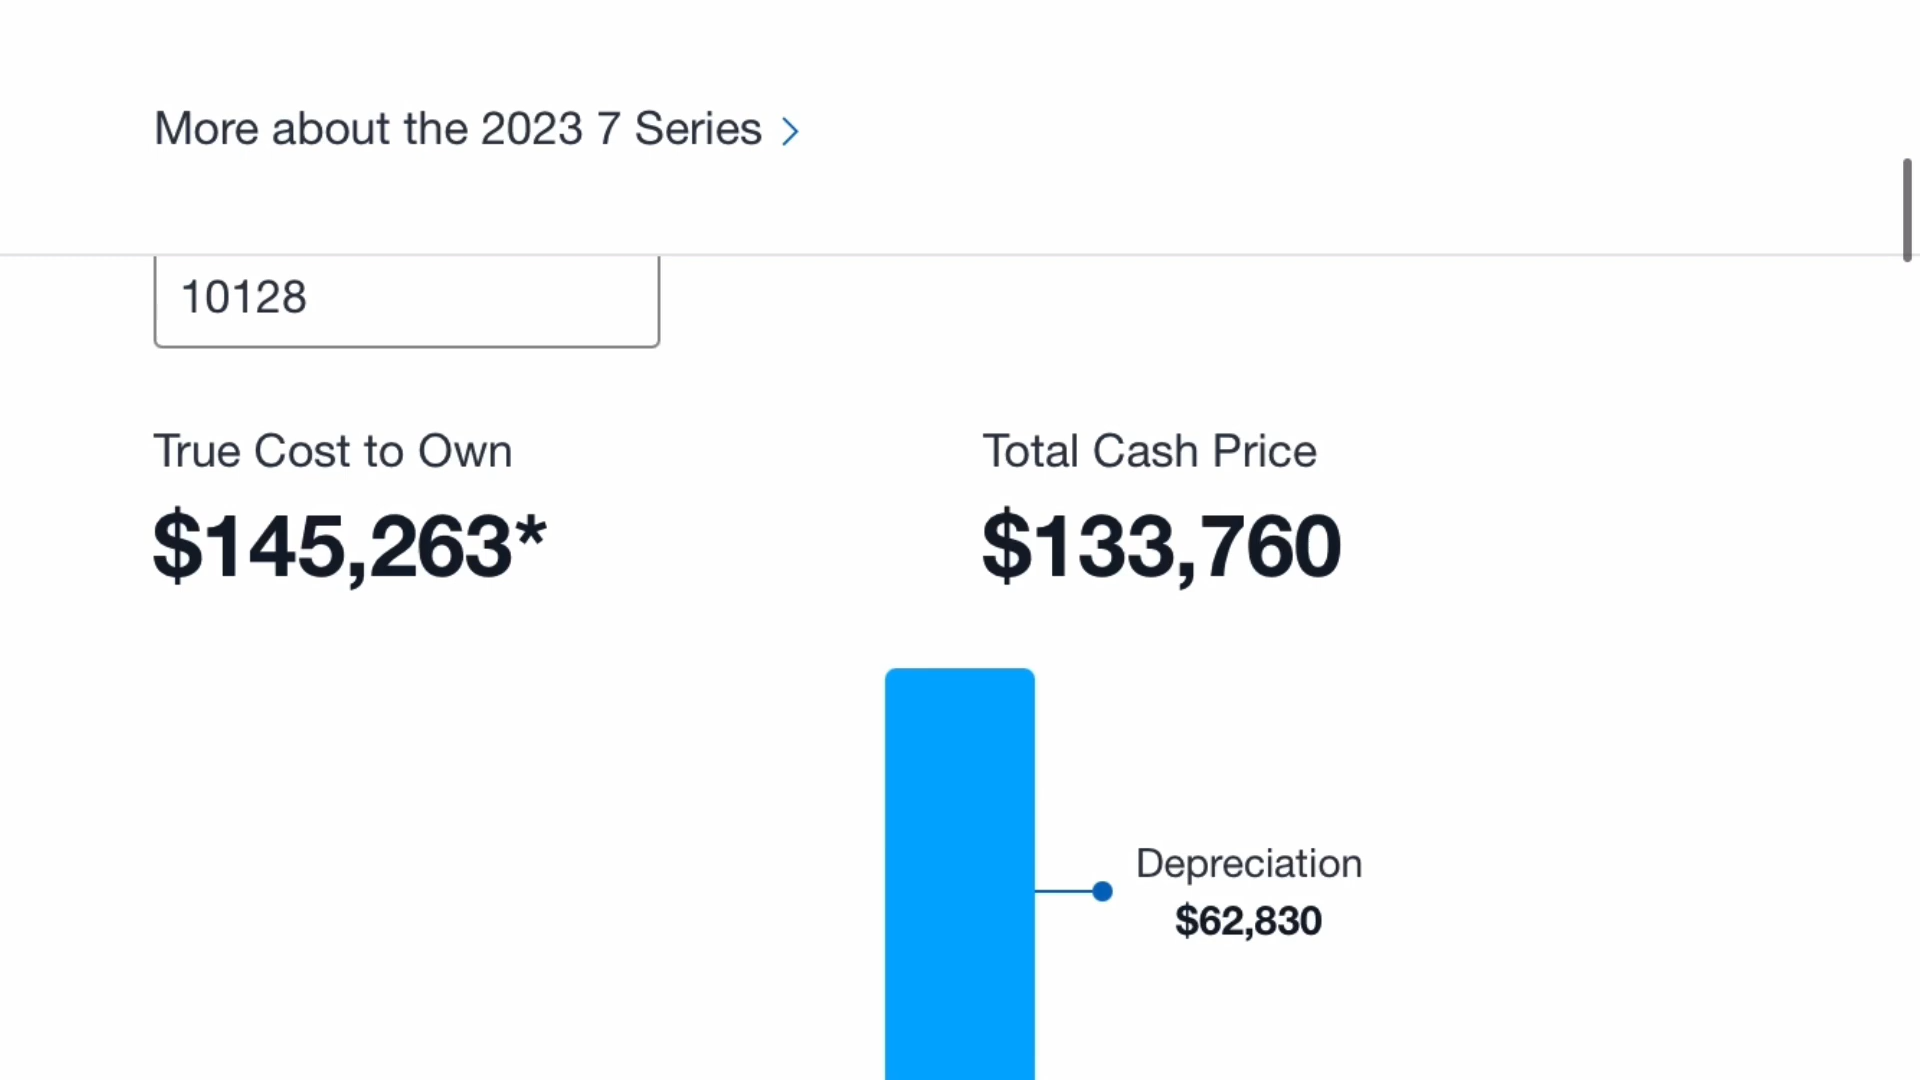 More about the 2023 7 Series
10128
True Cost to Own
$145,263*
Total Cash Price
$133,760
Depreciation
$62,830